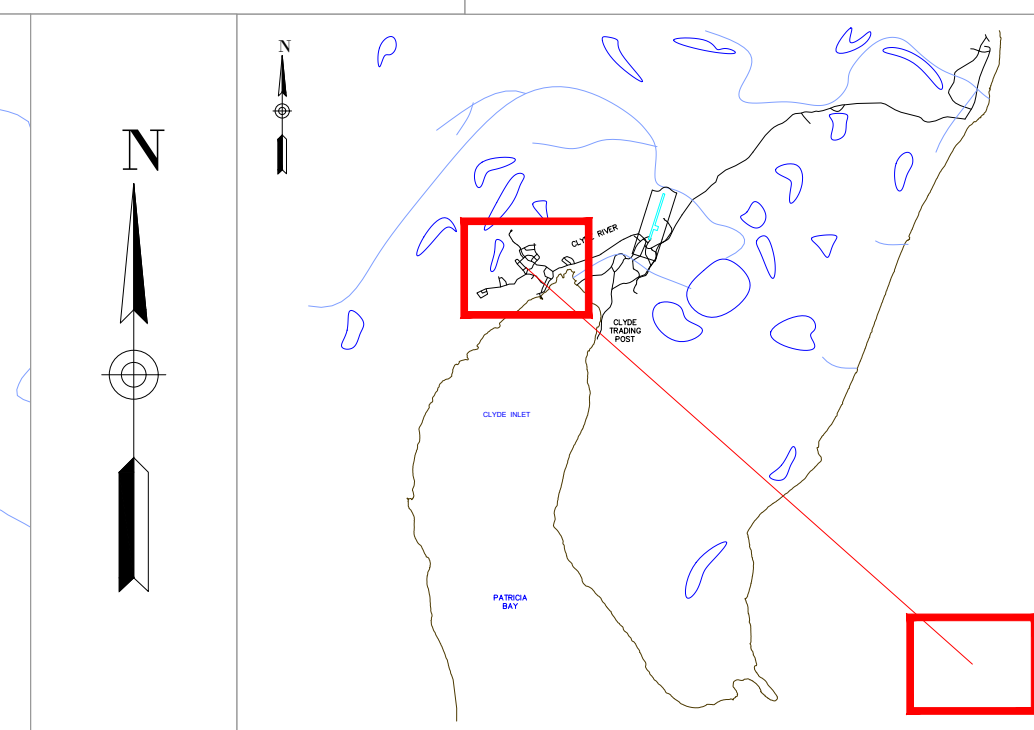 N
N
CLYDE RIVER
CLYDE
TRADING
POST
CLYDE INLET
PATRICIA
BAY